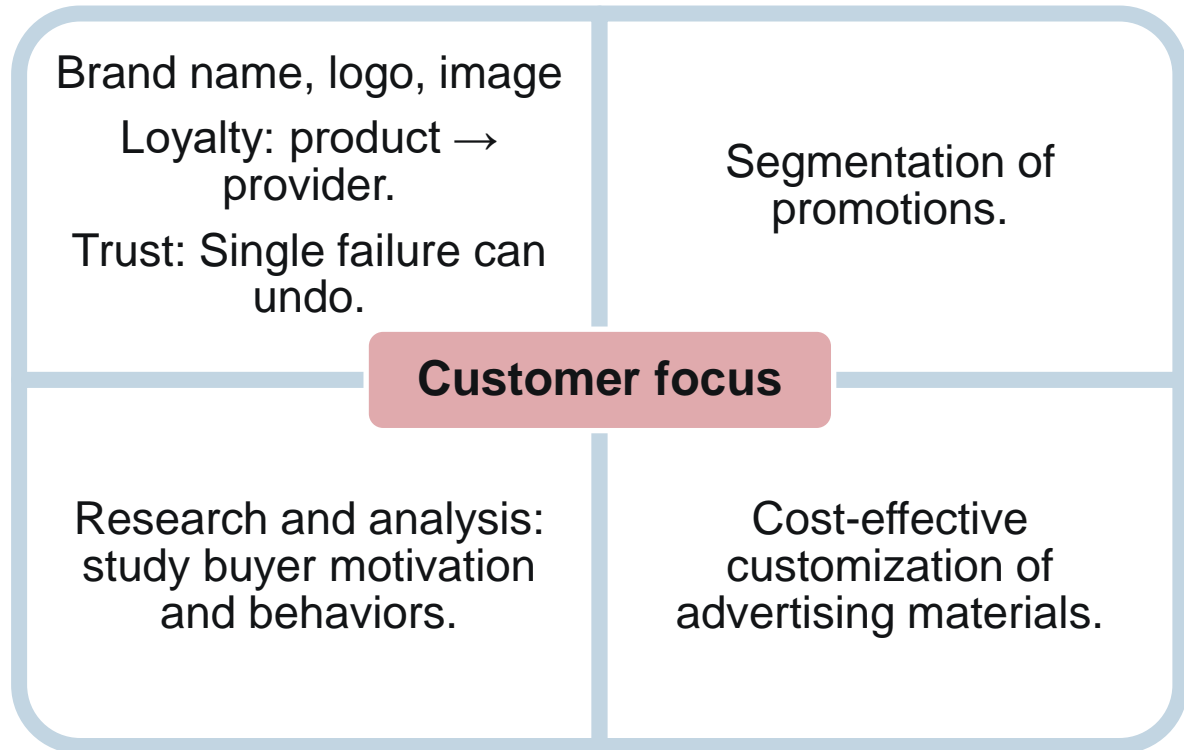 Brand name, logo, image
Loyalty: product →
provider.
Trust: Single failure can
undo.
Segmentation of
promotions.
Customer focus
Research and analysis:
study buyer motivation
and behaviors.
Cost-effective
customization of
advertising materials.